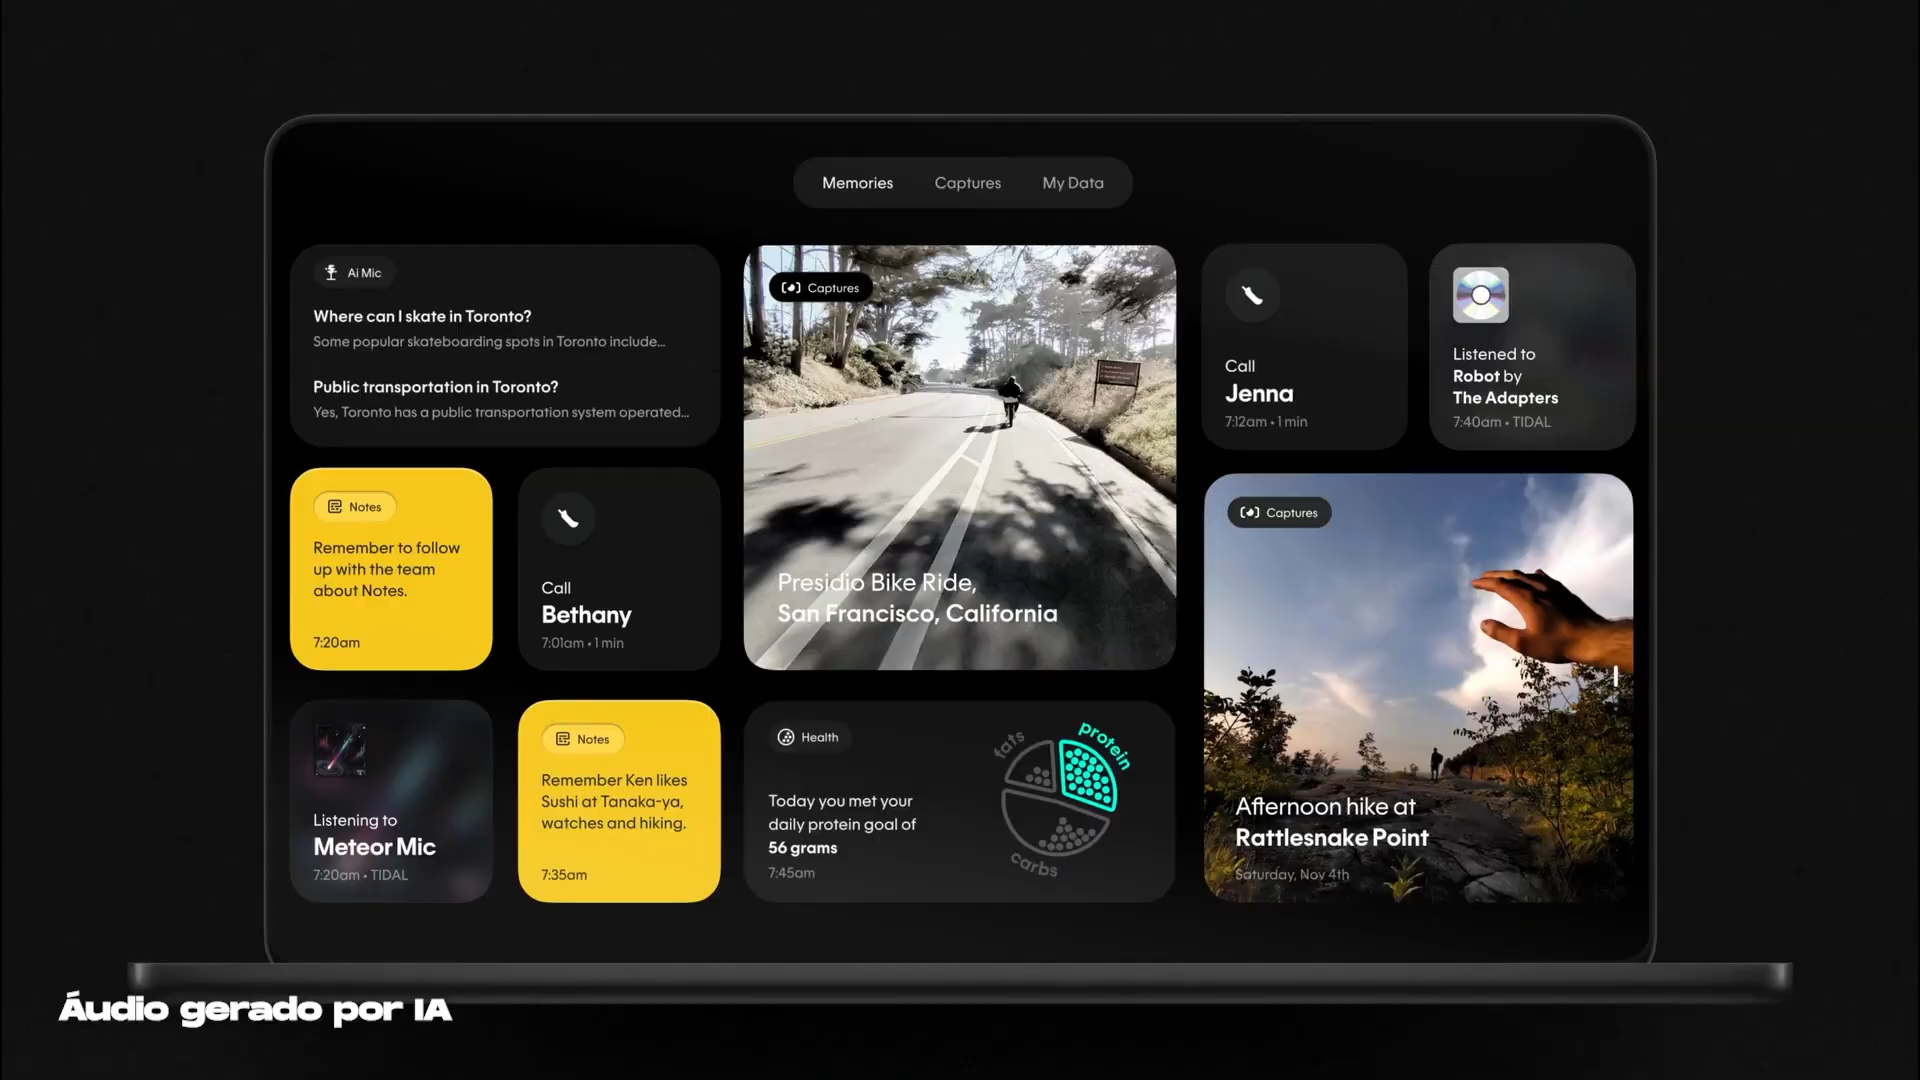 Memories
Captures
My Data
Ai Mic
Where can I skate in Toronto?
Some popular skateboarding spots in Toronto include...
Public transportation in Toronto?
Yes, Toronto has a public transportation system operated...
Notes
Remember to follow
up with the team
about Notes.
7:20am
Call
Bethany
7:01am • 1 min
Listening to
Meteor Mic
7:20am • TIDAL
Notes
Remember Ken likes
Sushi at Tanaka-ya,
watches and hiking.
7:35am
Captures
Presidio Bike Ride,
San Francisco, California
Health
Today you met your
daily protein goal of
56 grams
7:45am
fats
protein
carbs
Call
Jenna
7:12am • 1 min
Listened to
Robot by
The Adapters
7:40am • TIDAL
Captures
Afternoon hike at
Rattlesnake Point
Saturday, Nov 4th
Áudio gerado por IA